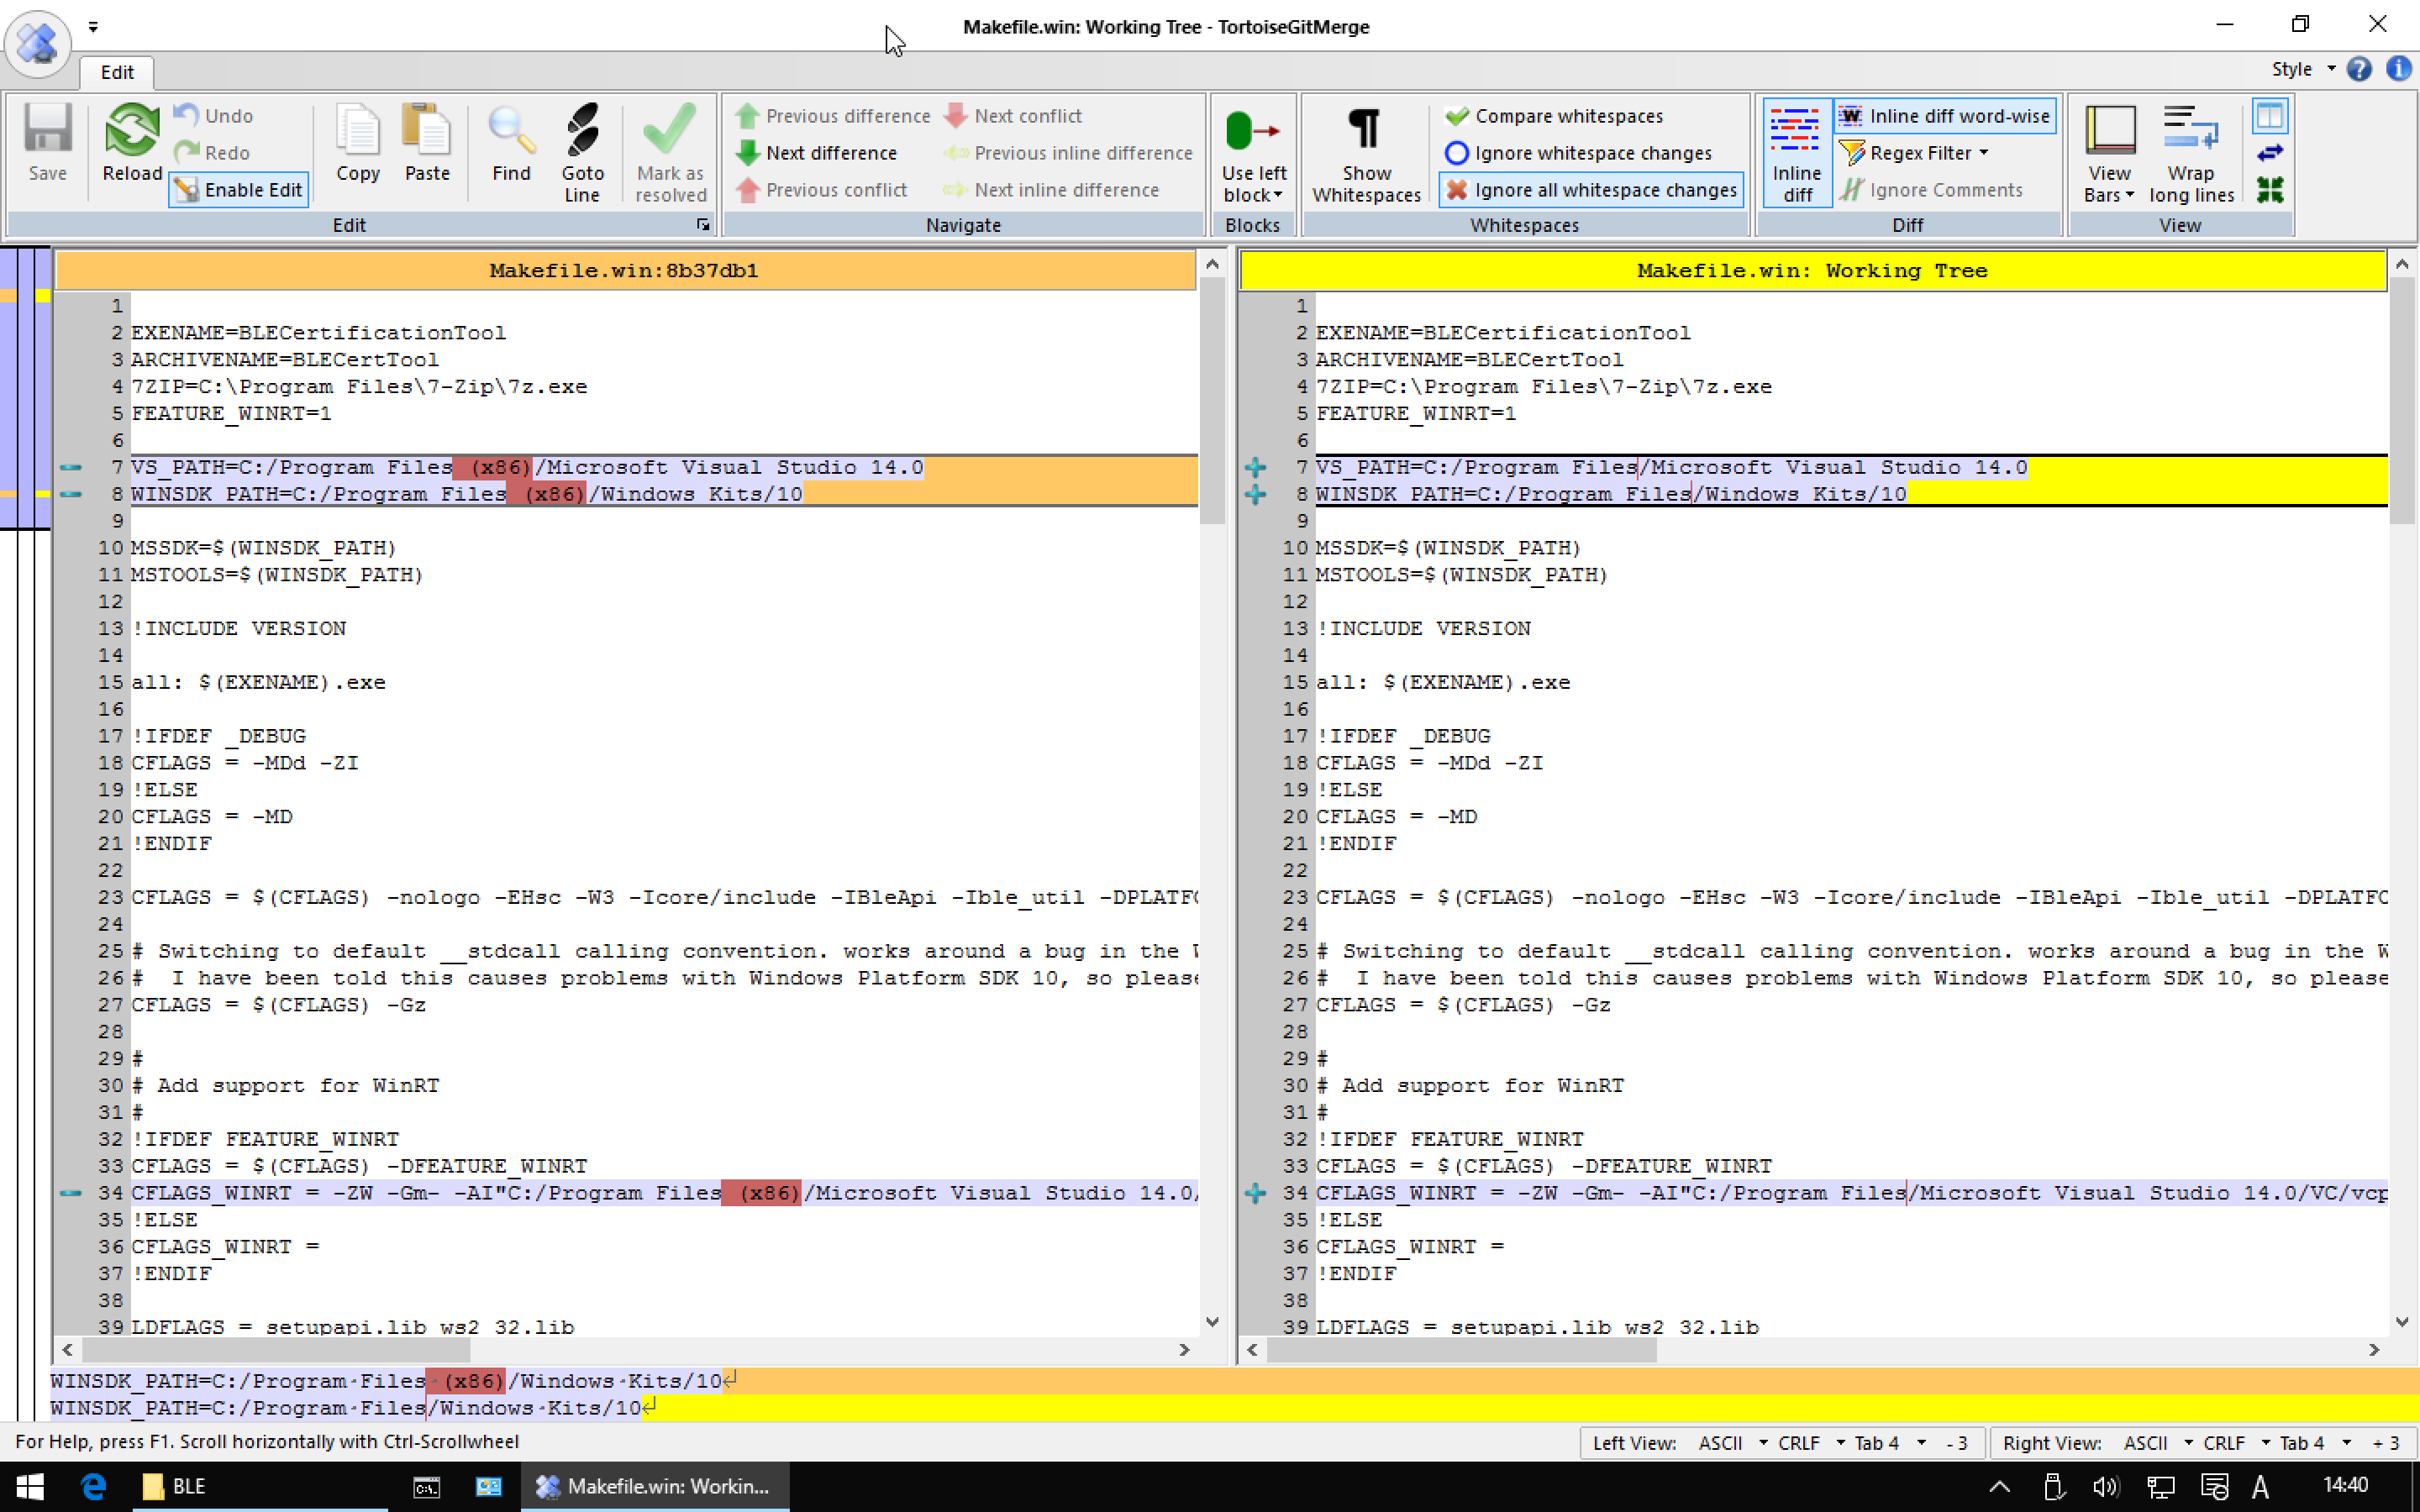 Makefile.win: Working Tree - TortoiseGitMerge
Edit
Style
Save
Reload
Undo
Redo
Enable Edit
Copy
Paste
Find
Goto Line
Mark as resolved
Edit
Previous difference
Next difference
Previous conflict
Next conflict
Previous inline difference
Next inline difference
Navigate
Use left block
Blocks
Show Whitespaces
Compare whitespaces
Ignore whitespace changes
Ignore all whitespace changes
Whitespaces
Inline diff
Inline diff word-wise
Regex Filter
Ignore Comments
Diff
View Bars
Wrap long lines
View
Makefile.win:8b37db1
1
2 EXENAME=BLECertificationTool
3 ARCHIVENAME=BLECertTool
4 7ZIP=C:\Program Files\7-Zip\7z.exe
5 FEATURE_WINRT=1
6
7 VS_PATH=C:/Program Files (x86)/Microsoft Visual Studio 14.0
8 WINSDK_PATH=C:/Program Files (x86)/Windows Kits/10
9
10 MSSDK=$(WINSDK_PATH)
11 MSTOOLS=$(WINSDK_PATH)
12
13 !INCLUDE VERSION
14
15 all: $(EXENAME).exe
16
17 !IFDEF _DEBUG
18 CFLAGS = -MDd -ZI
19 !ELSE
20 CFLAGS = -MD
21 !ENDIF
22
23 CFLAGS = $(CFLAGS) -nologo -EHsc -W3 -Icore/include -IBleApi -Ible_util -DPLATF
24
25 # Switching to default __stdcall calling convention. works around a bug in the
26 #  I have been told this causes problems with Windows Platform SDK 10, so please
27 CFLAGS = $(CFLAGS) -Gz
28
29 #
30 # Add support for WinRT
31 #
32 !IFDEF FEATURE_WINRT
33 CFLAGS = $(CFLAGS) -DFEATURE_WINRT
34 CFLAGS_WINRT = -ZW -Gm- -AI"C:/Program Files (x86)/Microsoft Visual Studio 14.0/
35 !ELSE
36 CFLAGS_WINRT =
37 !ENDIF
38
39 LDFLAGS = setupapi.lib ws2_32.lib
Makefile.win: Working Tree
1
2 EXENAME=BLECertificationTool
3 ARCHIVENAME=BLECertTool
4 7ZIP=C:\Program Files\7-Zip\7z.exe
5 FEATURE_WINRT=1
6
7 VS_PATH=C:/Program Files/Microsoft Visual Studio 14.0
8 WINSDK_PATH=C:/Program Files/Windows Kits/10
9
10 MSSDK=$(WINSDK_PATH)
11 MSTOOLS=$(WINSDK_PATH)
12
13 !INCLUDE VERSION
14
15 all: $(EXENAME).exe
16
17 !IFDEF _DEBUG
18 CFLAGS = -MDd -ZI
19 !ELSE
20 CFLAGS = -MD
21 !ENDIF
22
23 CFLAGS = $(CFLAGS) -nologo -EHsc -W3 -Icore/include -IBleApi -Ible_util -DPLATFO
24
25 # Switching to default __stdcall calling convention. works around a bug in the W
26 #  I have been told this causes problems with Windows Platform SDK 10, so please
27 CFLAGS = $(CFLAGS) -Gz
28
29 #
30 # Add support for WinRT
31 #
32 !IFDEF FEATURE_WINRT
33 CFLAGS = $(CFLAGS) -DFEATURE_WINRT
34 CFLAGS_WINRT = -ZW -Gm- -AI"C:/Program Files/Microsoft Visual Studio 14.0/VC/vcp
35 !ELSE
36 CFLAGS_WINRT =
37 !ENDIF
38
39 LDFLAGS = setupapi.lib ws2_32.lib
WINSDK_PATH=C:/Program·Files·(x86)/Windows·Kits/10
WINSDK_PATH=C:/Program·Files/Windows·Kits/10
For Help, press F1. Scroll horizontally with Ctrl-Scrollwheel
Left View: ASCII CRLF Tab 4 - 3
Right View: ASCII CRLF Tab 4 + 3
BLE
Makefile.win: Workin...
A
14:40